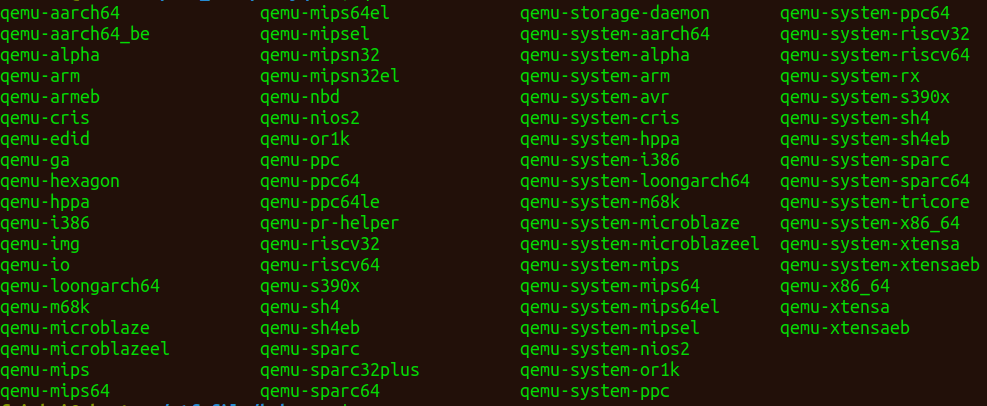 qemu-aarch64 qemu-mips64el qemu-storage-daemon qemu-system-ppc64
qemu-aarch64_be qemu-mipsel qemu-system-aarch64 qemu-system-riscv32
qemu-alpha qemu-mipsn32 qemu-system-alpha qemu-system-riscv64
qemu-arm qemu-mipsn32el qemu-system-arm qemu-system-rx
qemu-armeb qemu-nbd qemu-system-avr qemu-system-s390x
qemu-cris qemu-nios2 qemu-system-cris qemu-system-sh4
qemu-edid qemu-or1k qemu-system-hppa qemu-system-sh4eb
qemu-ga qemu-ppc qemu-system-i386 qemu-system-sparc
qemu-hexagon qemu-ppc64 qemu-system-loongarch64 qemu-system-sparc64
qemu-hppa qemu-ppc64le qemu-system-m68k qemu-system-tricore
qemu-i386 qemu-pr-helper qemu-system-microblaze qemu-system-x86_64
qemu-img qemu-riscv32 qemu-system-microblazeel qemu-system-xtensa
qemu-io qemu-riscv64 qemu-system-mips qemu-system-xtensaeb
qemu-loongarch64 qemu-s390x qemu-system-mips64 qemu-x86_64
qemu-m68k qemu-sh4 qemu-system-mips64el qemu-xtensa
qemu-microblaze qemu-sh4eb qemu-system-mipsel qemu-xtensaeb
qemu-microblazeel qemu-sparc qemu-system-nios2
qemu-mips qemu-sparc32plus qemu-system-or1k
qemu-mips64 qemu-sparc64 qemu-system-ppc